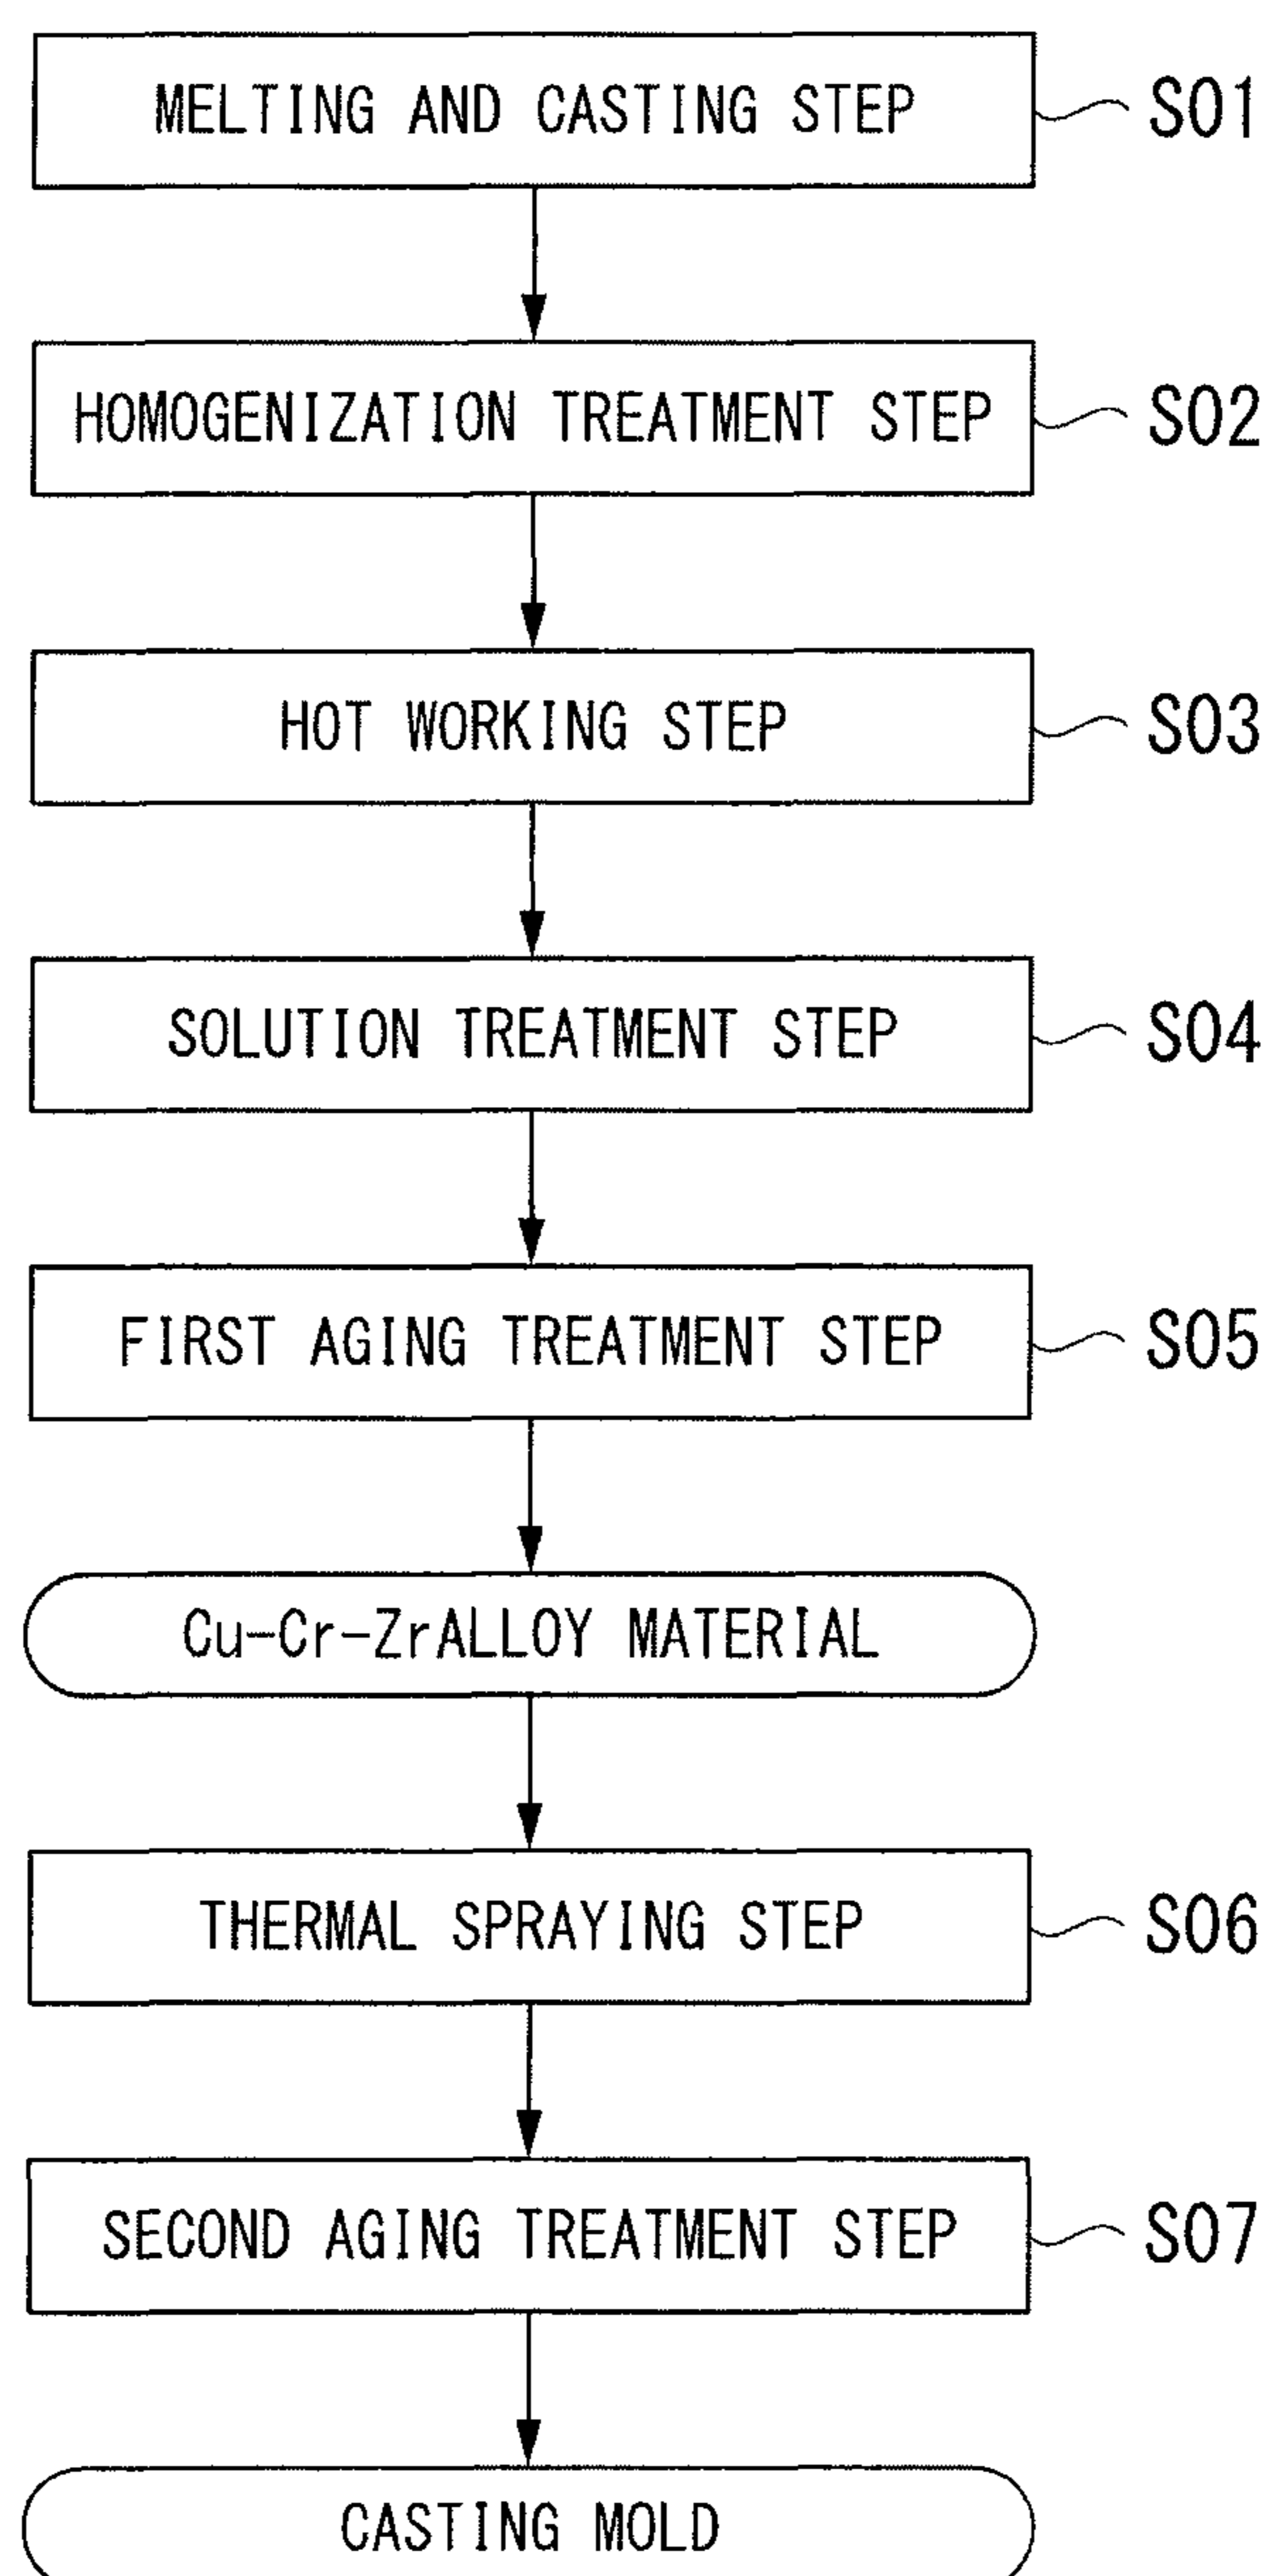 MELTING AND CASTING STEP S01
HOMOGENIZATION TREATMENT STEP S02
HOT WORKING STEP S03
SOLUTION TREATMENT STEP S04
FIRST AGING TREATMENT STEP S05
Cu-Cr-ZrALLOY MATERIAL
THERMAL SPRAYING STEP S06
SECOND AGING TREATMENT STEP S07
CASTING MOLD